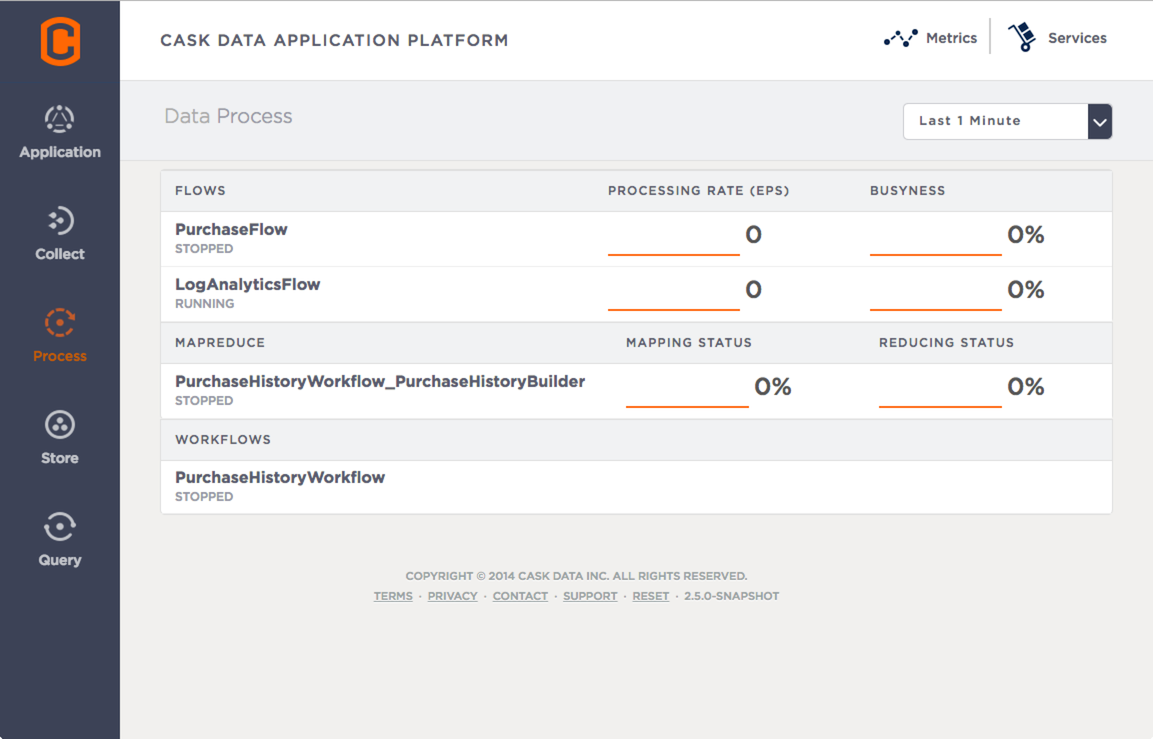 CASK DATA APPLICATION PLATFORM
Metrics
Services
Application
Collect
Process
Store
Query
Data Process
Last 1 Minute
FLOWS PROCESSING RATE (EPS) BUSYNESS
PurchaseFlow 0 0%
STOPPED
LogAnalyticsFlow 0 0%
RUNNING
MAPREDUCE MAPPING STATUS REDUCING STATUS
PurchaseHistoryWorkflow_PurchaseHistoryBuilder 0% 0%
STOPPED
WORKFLOWS
PurchaseHistoryWorkflow
STOPPED
COPYRIGHT © 2014 CASK DATA INC. ALL RIGHTS RESERVED.
TERMS · PRIVACY · CONTACT · SUPPORT · RESET · 2.5.0-SNAPSHOT